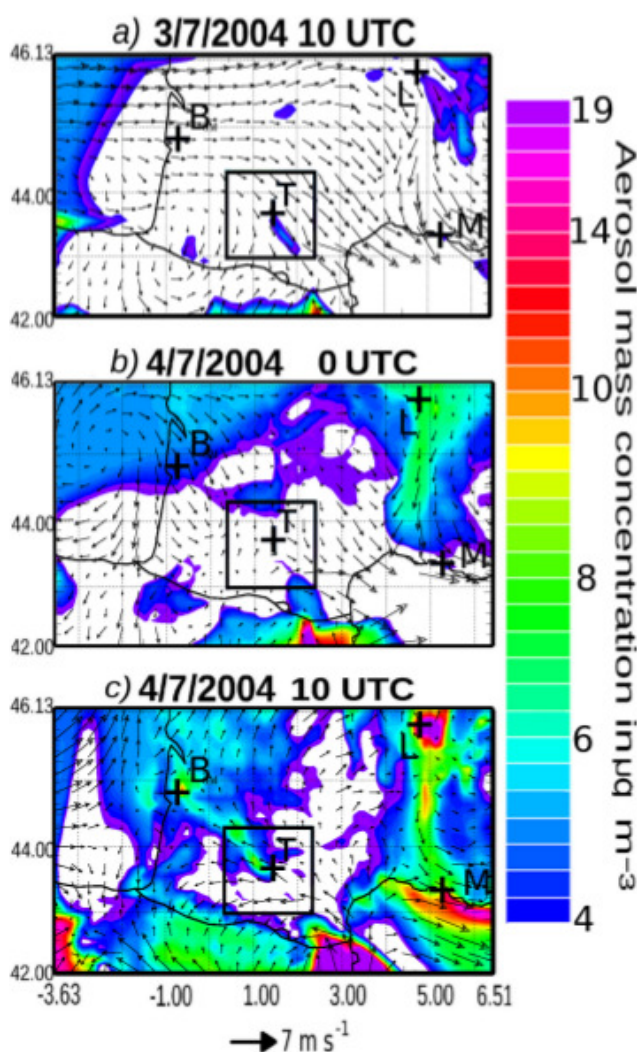 a) 3/7/2004 10 UTC
46.13
44.00
42.00
L
B
T
M
b) 4/7/2004 0 UTC
46.13
44.00
42.00
L
B
T
M
c) 4/7/2004 10 UTC
46.13
44.00
42.00
L
B
T
M
-3.63 -1.00 1.00 3.00 5.00 6.51
7 m s⁻¹
19
14
10
8
6
4
Aerosol mass concentration in µg m⁻³